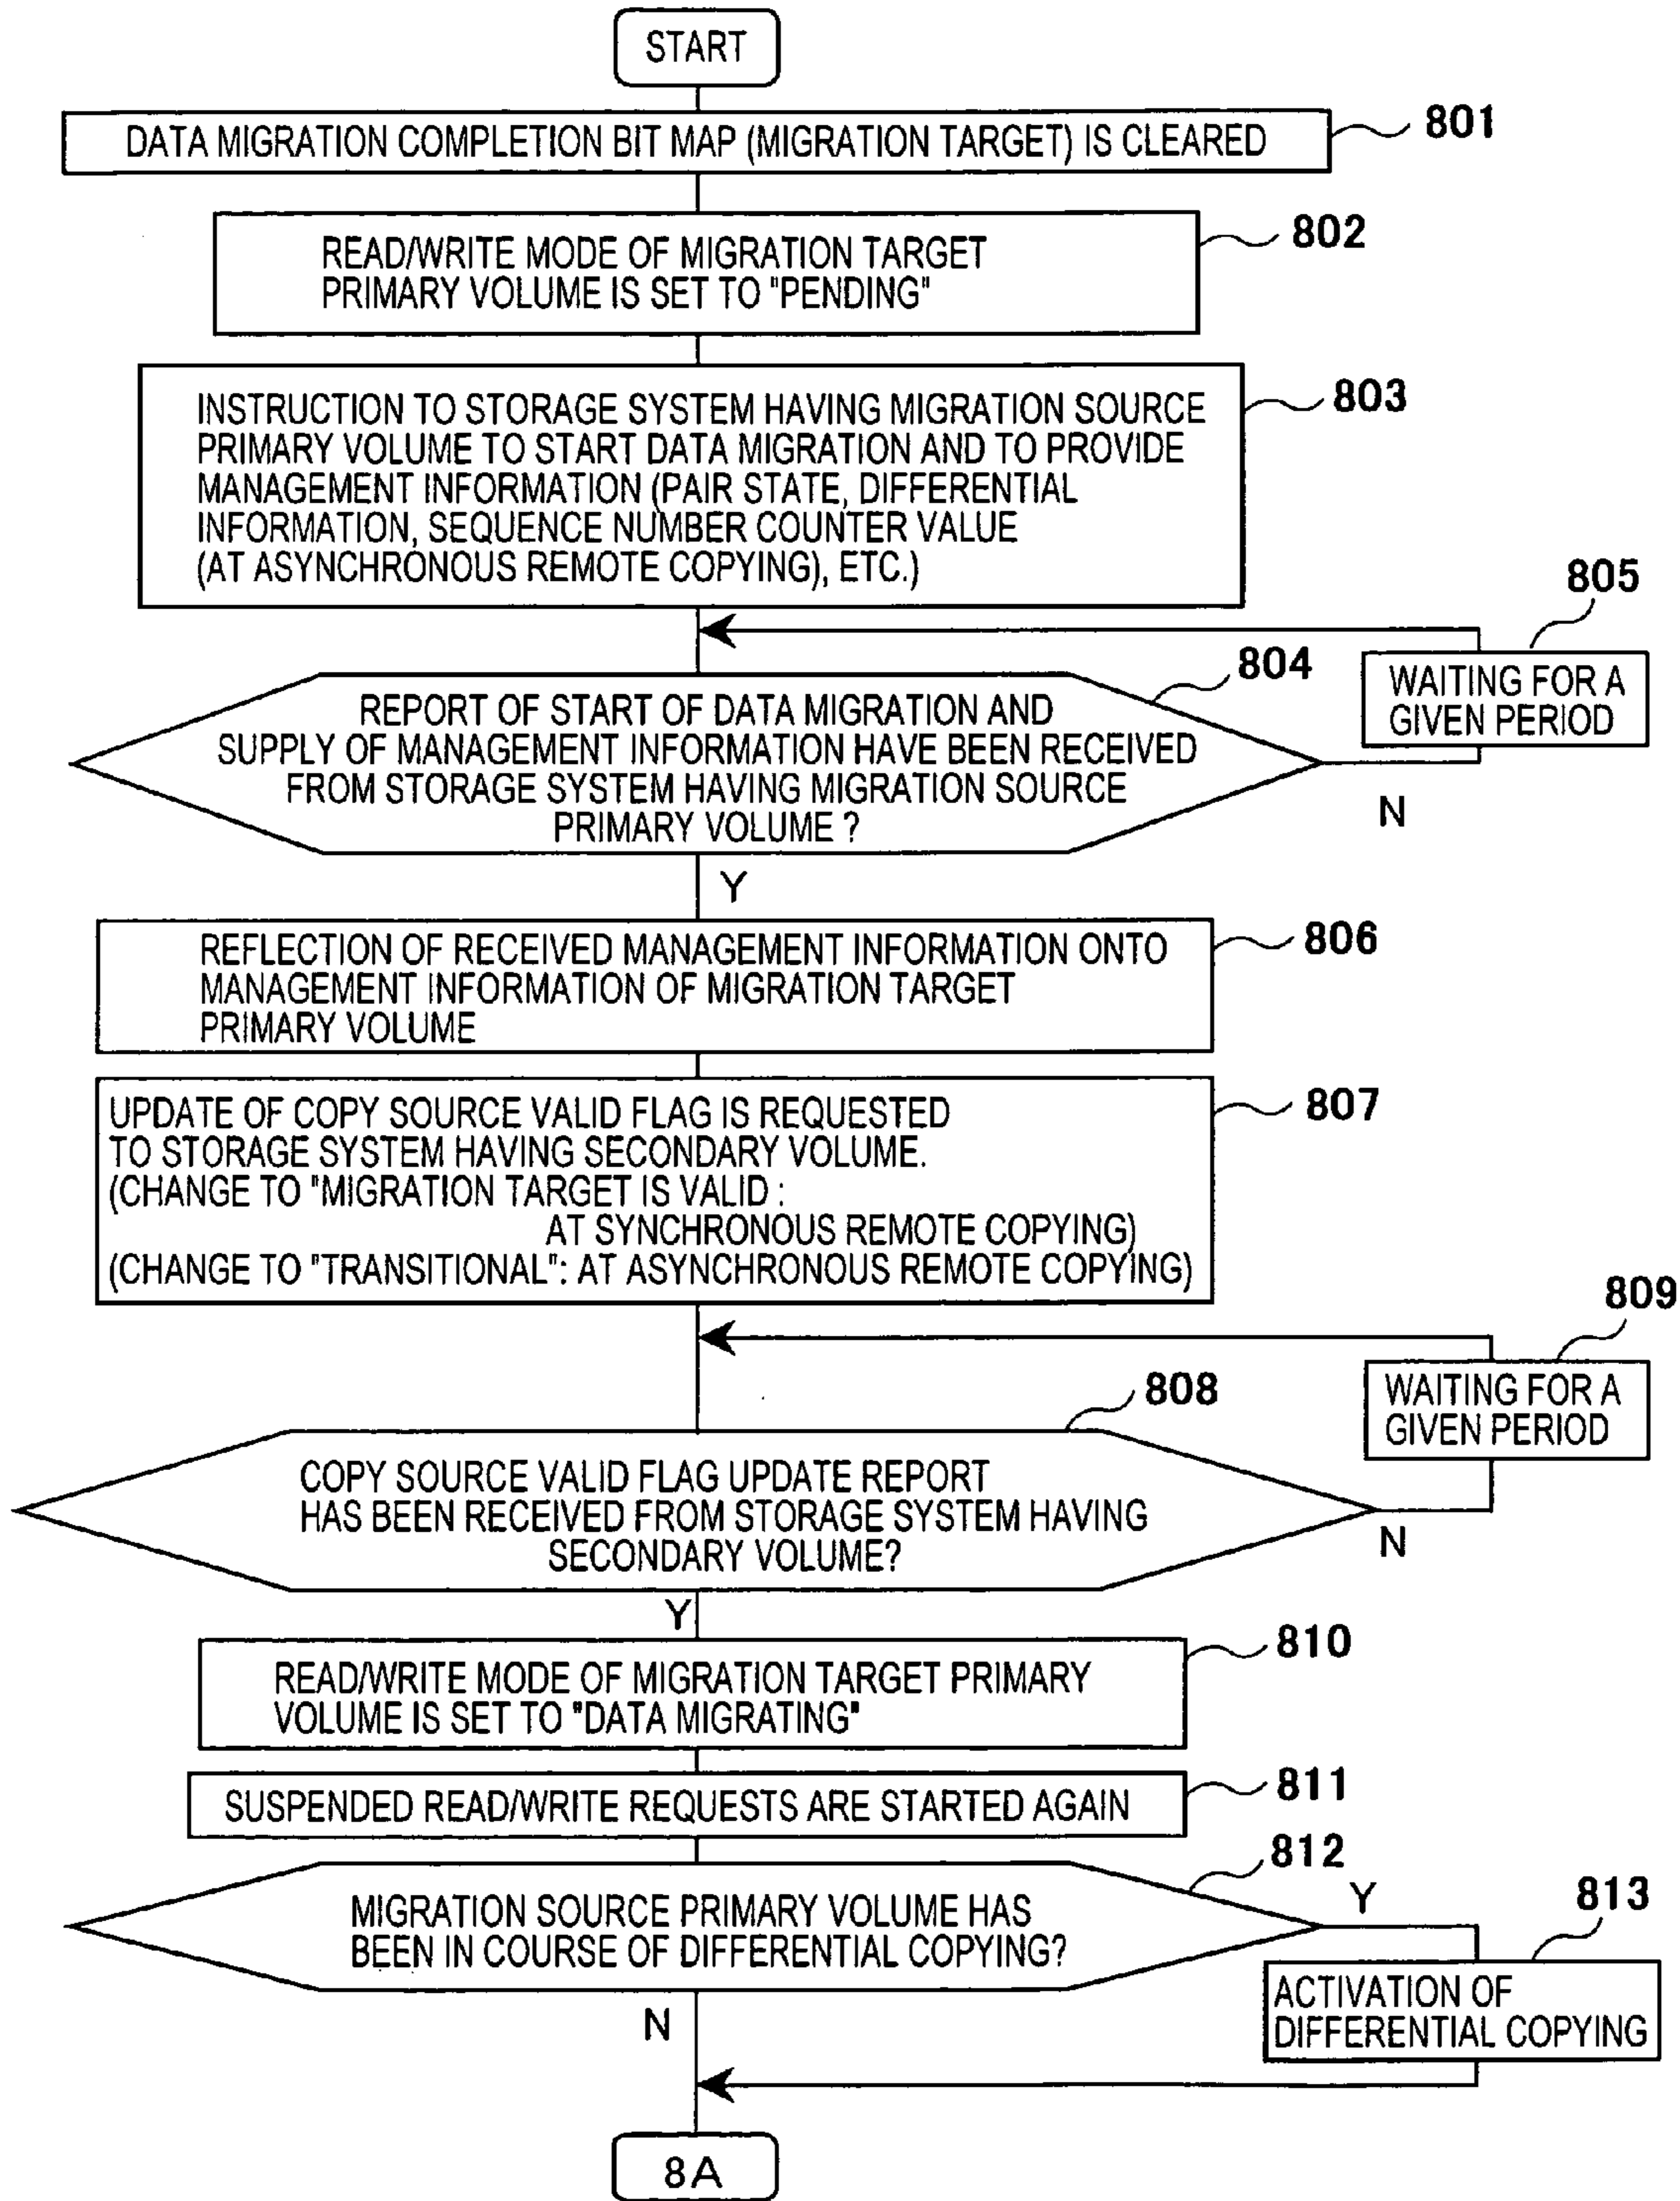 START
DATA MIGRATION COMPLETION BIT MAP (MIGRATION TARGET) IS CLEARED
801
READ/WRITE MODE OF MIGRATION TARGET
PRIMARY VOLUME IS SET TO "PENDING"
802
INSTRUCTION TO STORAGE SYSTEM HAVING MIGRATION SOURCE
PRIMARY VOLUME TO START DATA MIGRATION AND TO PROVIDE
MANAGEMENT INFORMATION (PAIR STATE, DIFFERENTIAL
INFORMATION, SEQUENCE NUMBER COUNTER VALUE
(AT ASYNCHRONOUS REMOTE COPYING), ETC.)
803
805
WAITING FOR A
GIVEN PERIOD
804
REPORT OF START OF DATA MIGRATION AND
SUPPLY OF MANAGEMENT INFORMATION HAVE BEEN RECEIVED
FROM STORAGE SYSTEM HAVING MIGRATION SOURCE
PRIMARY VOLUME ?
N
Y
REFLECTION OF RECEIVED MANAGEMENT INFORMATION ONTO
MANAGEMENT INFORMATION OF MIGRATION TARGET
PRIMARY VOLUME
806
UPDATE OF COPY SOURCE VALID FLAG IS REQUESTED
TO STORAGE SYSTEM HAVING SECONDARY VOLUME.
(CHANGE TO "MIGRATION TARGET IS VALID :
AT SYNCHRONOUS REMOTE COPYING)
(CHANGE TO "TRANSITIONAL": AT ASYNCHRONOUS REMOTE COPYING)
807
809
WAITING FOR A
GIVEN PERIOD
808
COPY SOURCE VALID FLAG UPDATE REPORT
HAS BEEN RECEIVED FROM STORAGE SYSTEM HAVING
SECONDARY VOLUME?
N
Y
READ/WRITE MODE OF MIGRATION TARGET PRIMARY
VOLUME IS SET TO "DATA MIGRATING"
810
SUSPENDED READ/WRITE REQUESTS ARE STARTED AGAIN
811
812
MIGRATION SOURCE PRIMARY VOLUME HAS
BEEN IN COURSE OF DIFFERENTIAL COPYING?
Y
813
ACTIVATION OF
DIFFERENTIAL COPYING
N
8A